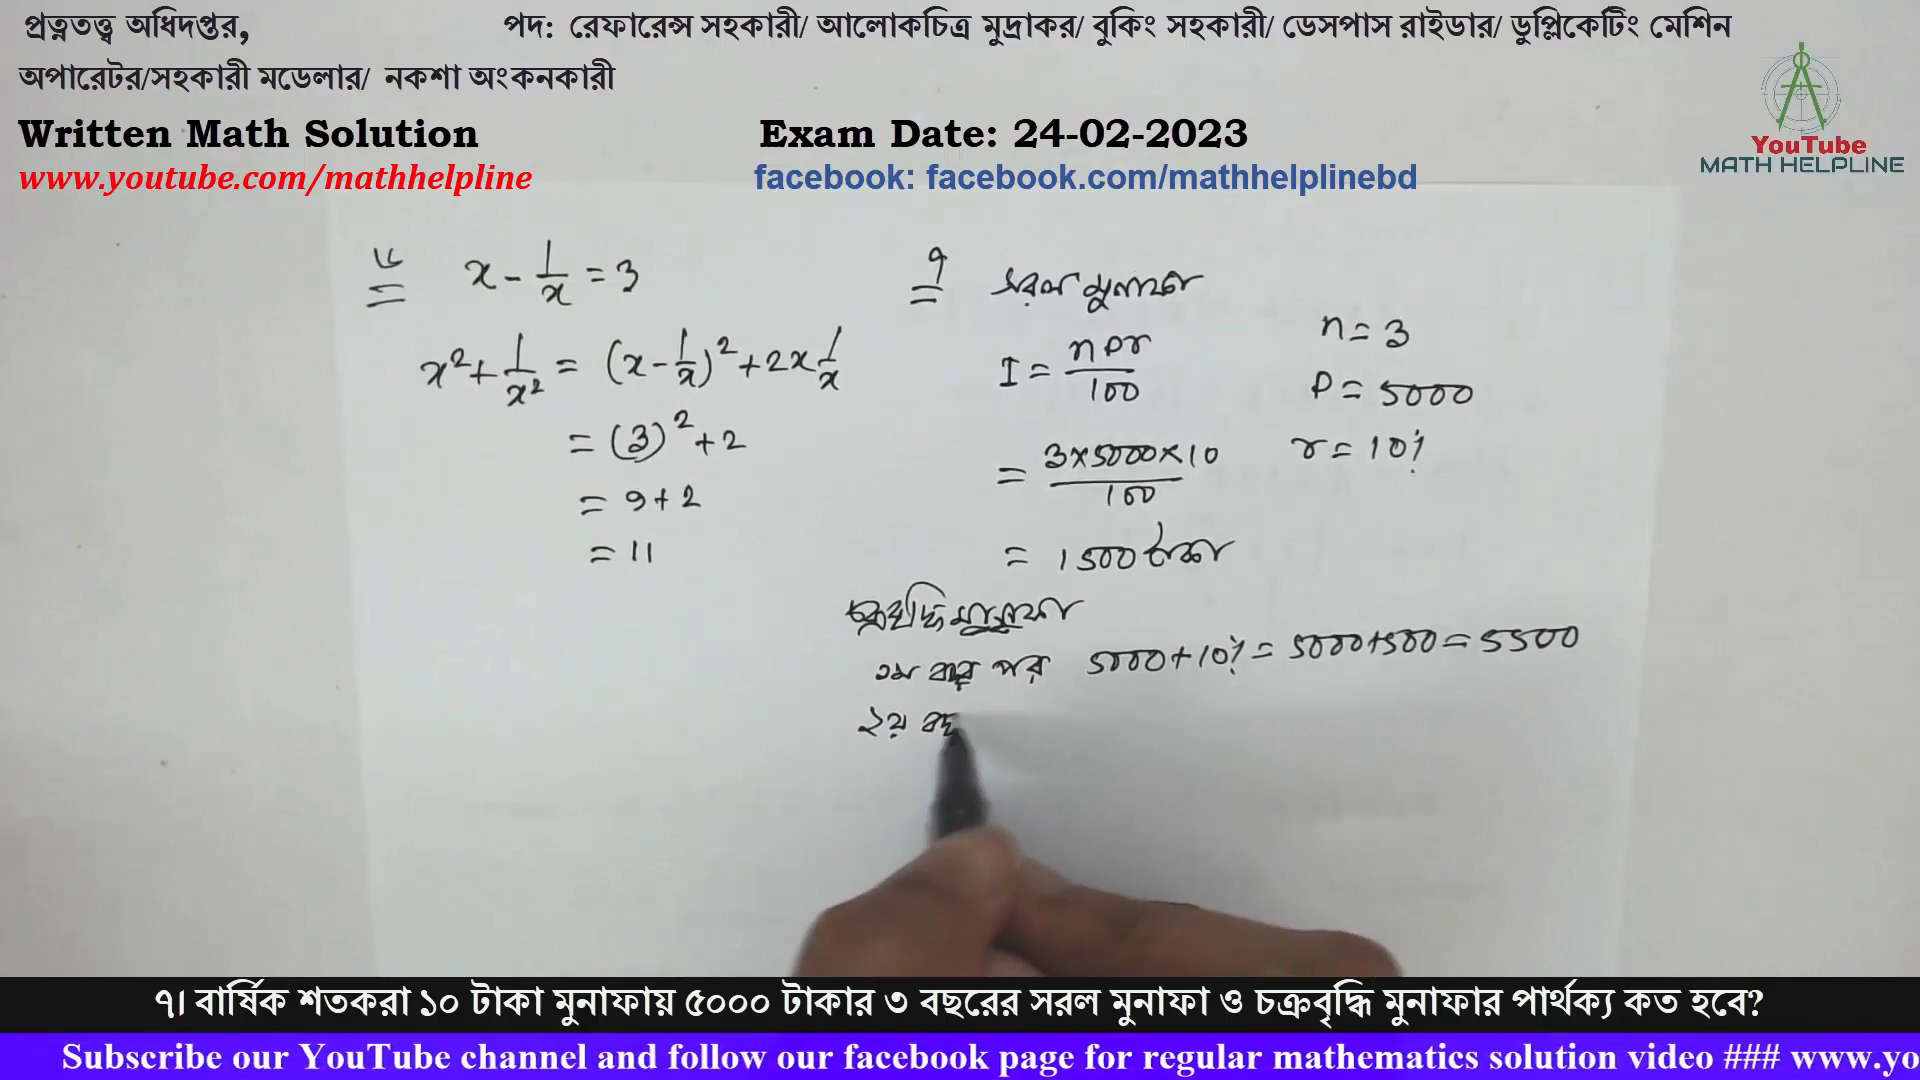 প্রত্নতত্ত্ব অধিদপ্তর, পদ: রেফারেন্স সহকারী/ আলোকচিত্র মুদ্রাকর/ বুকিং সহকারী/ ডেসপাস রাইডার/ ডুপ্লিকেটিং মেশিন
অপারেটর/সহকারী মডেলার/ নকশা অংকনকারী
Written Math Solution Exam Date: 24-02-2023
www.youtube.com/mathhelpline facebook: facebook.com/mathhelplinebd
YouTube
MATH HELPLINE
৬
x - 1/x = 3
x² + 1/x² = (x - 1/x)² + 2x 1/x
= (3)² + 2
= 9 + 2
= 11
৭ সরল মুনাফা
I = npr/100
n = 3
P = 5000
r = 10%
= 3×5000×10/100
= 1500 টাকা
চক্রবৃদ্ধি মুনাফা
১ম বছর পর 5000 + 10% = 5000+500 = 5500
২য় বছ
৭। বার্ষিক শতকরা ১০ টাকা মুনাফায় ৫০০০ টাকার ৩ বছরের সরল মুনাফা ও চক্রবৃদ্ধি মুনাফার পার্থক্য কত হবে?
Subscribe our YouTube channel and follow our facebook page for regular mathematics solution video ### www.yo